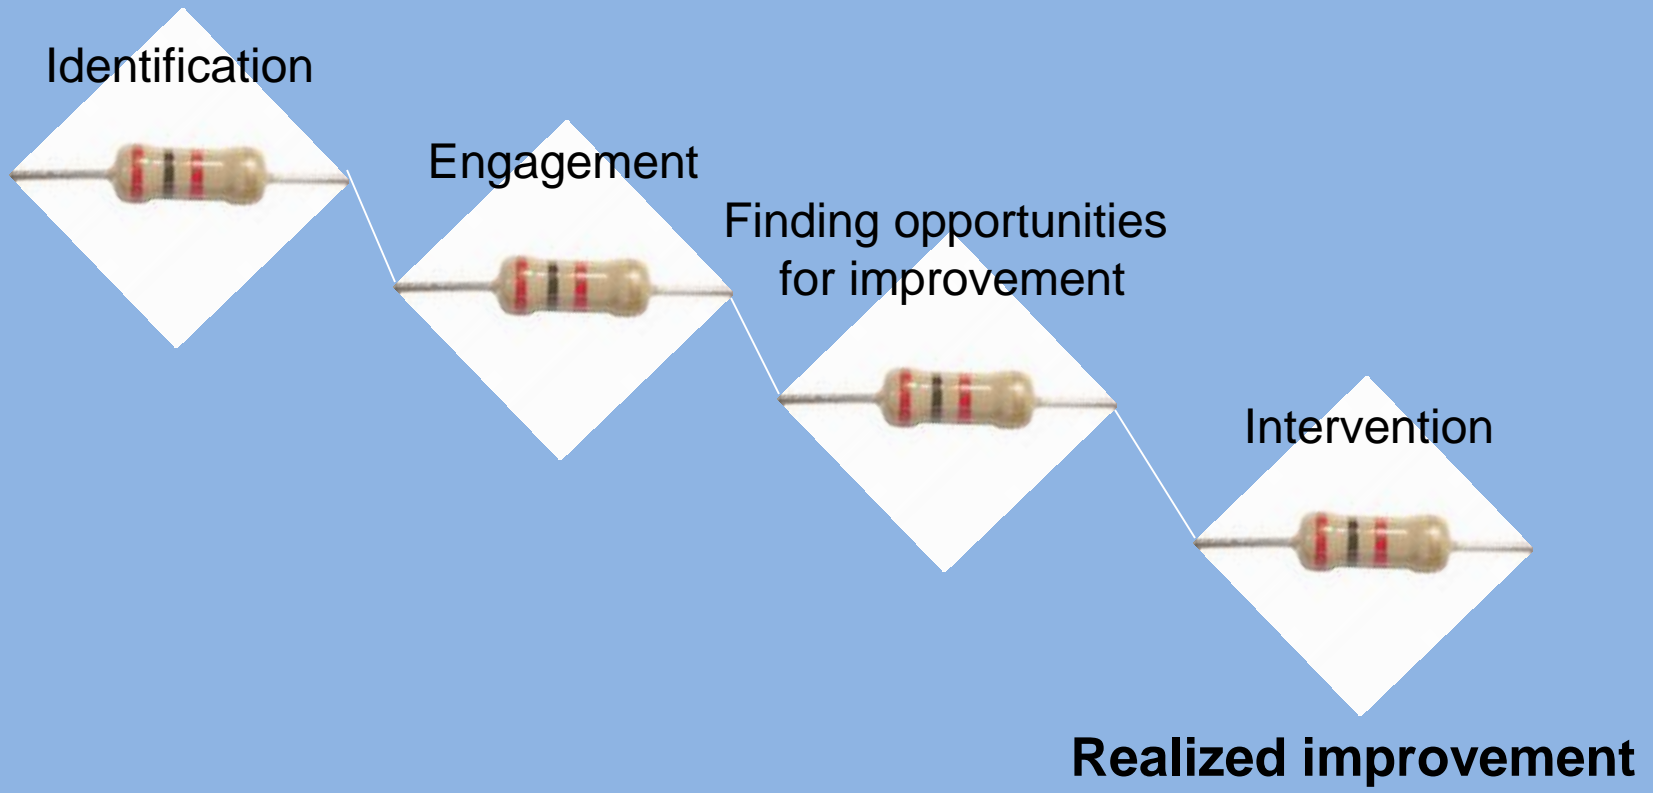 Identification
Engagement
Finding opportunities
for improvement
Intervention
Realized improvement